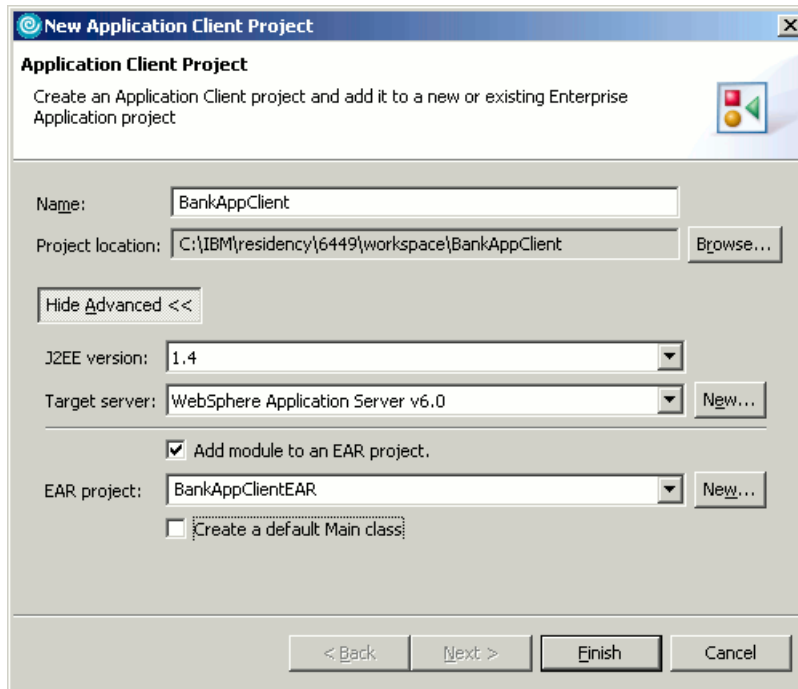 New Application Client Project
Application Client Project
Create an Application Client project and add it to a new or existing Enterprise
Application project
Name: BankAppClient
Project location: C:\IBM\residency\6449\workspace\BankAppClient Browse...
Hide Advanced <<
J2EE version: 1.4
Target server: WebSphere Application Server v6.0 New...
Add module to an EAR project.
EAR project: BankAppClientEAR New...
Create a default Main class
< Back Next > Finish Cancel